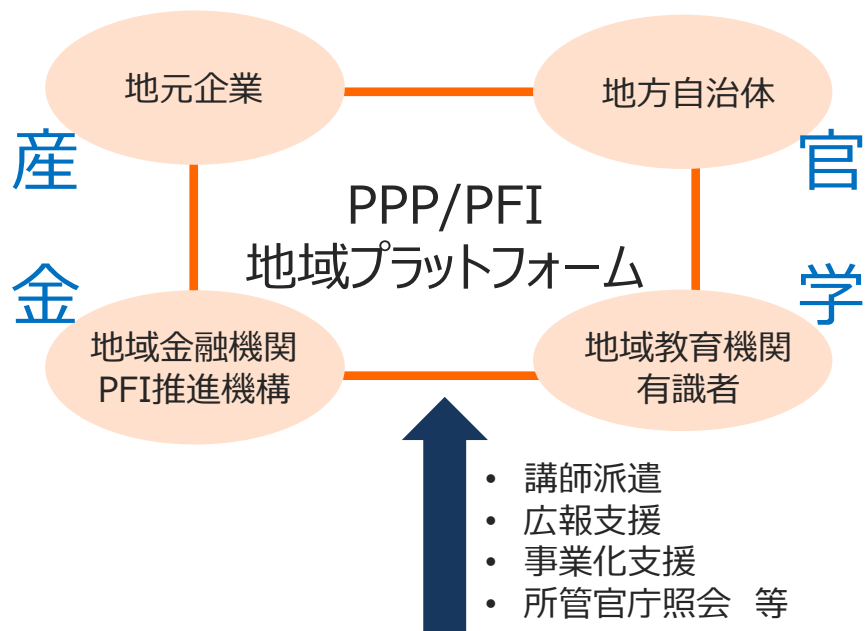 地元企業
地方自治体
産
官
PPP/PFI
地域プラットフォーム
金
学
地域金融機関
PFI推進機構
地域教育機関
有識者
• 講師派遣
• 広報支援
• 事業化支援
• 所管官庁照会 等